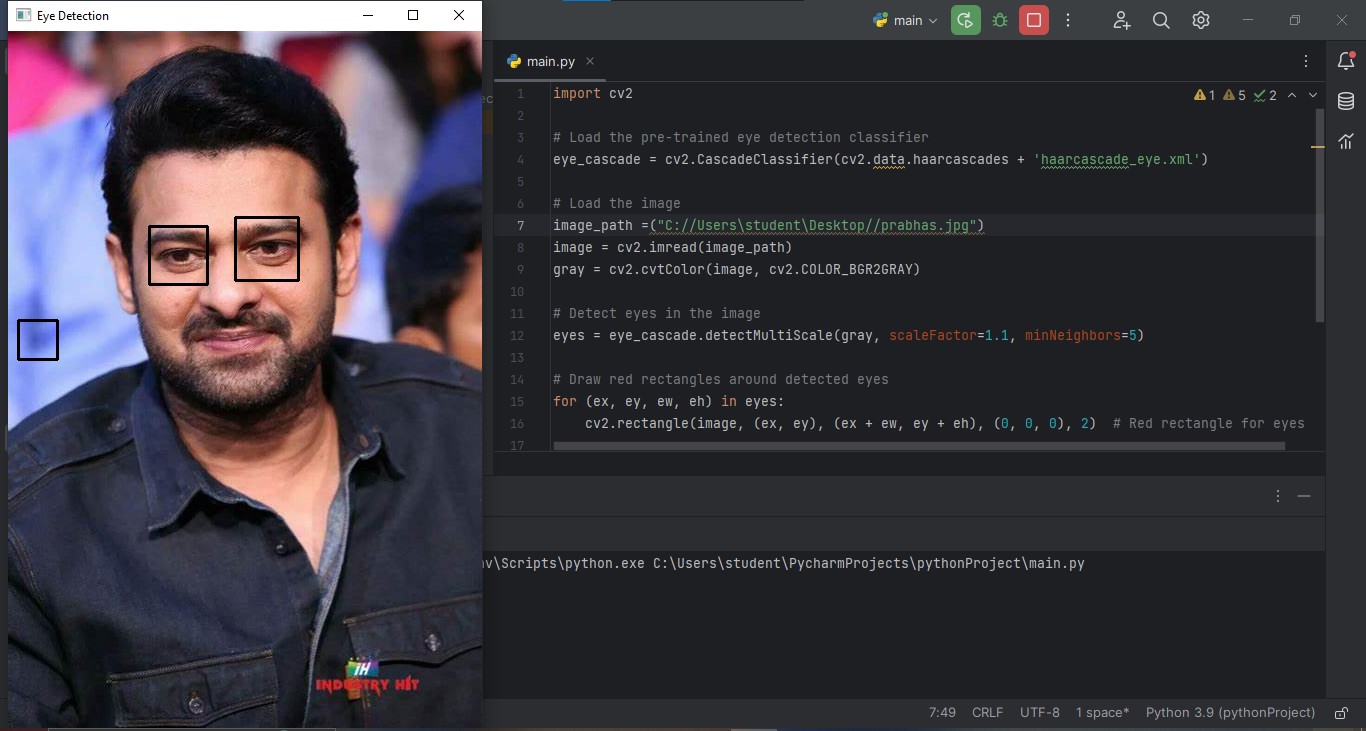 Eye Detection
main
main.py
ec
1 import cv2
1 5 2
2
3 # Load the pre-trained eye detection classifier
4 eye_cascade = cv2.CascadeClassifier(cv2.data.haarcascades + 'haarcascade_eye.xml')
5
6 # Load the image
7 image_path =("C://Users\student\Desktop//prabhas.jpg")
8 image = cv2.imread(image_path)
9 gray = cv2.cvtColor(image, cv2.COLOR_BGR2GRAY)
10
11 # Detect eyes in the image
12 eyes = eye_cascade.detectMultiScale(gray, scaleFactor=1.1, minNeighbors=5)
13
14 # Draw red rectangles around detected eyes
15 for (ex, ey, ew, eh) in eyes:
16 cv2.rectangle(image, (ex, ey), (ex + ew, ey + eh), (0, 0, 0), 2) # Red rectangle for eyes
17
nv\Scripts\python.exe C:\Users\student\PycharmProjects\pythonProject\main.py
iH
INDUSTRY HiT
7:49 CRLF UTF-8 1 space* Python 3.9 (pythonProject)